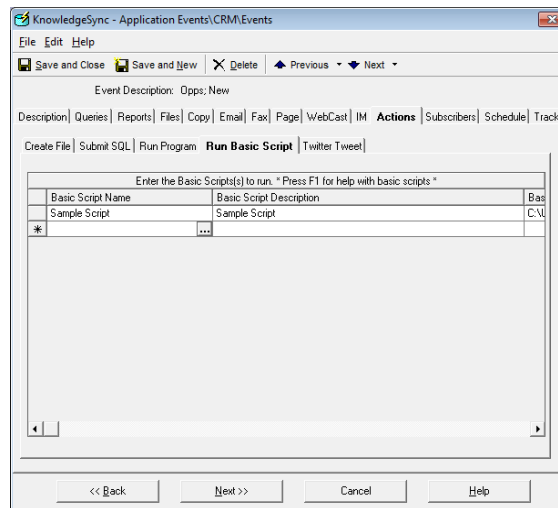 KnowledgeSync - Application Events\CRM\Events
File Edit Help
Save and Close Save and New Delete Previous Next
Event Description: Opps; New
Description Queries Reports Files Copy Email Fax Page WebCast IM Actions Subscribers Schedule Track
Create File Submit SQL Run Program Run Basic Script Twitter Tweet
Enter the Basic Scripts(s) to run. * Press F1 for help with basic scripts *
Basic Script Name Basic Script Description Bas
Sample Script Sample Script C:\U
...
<< Back Next >> Cancel Help